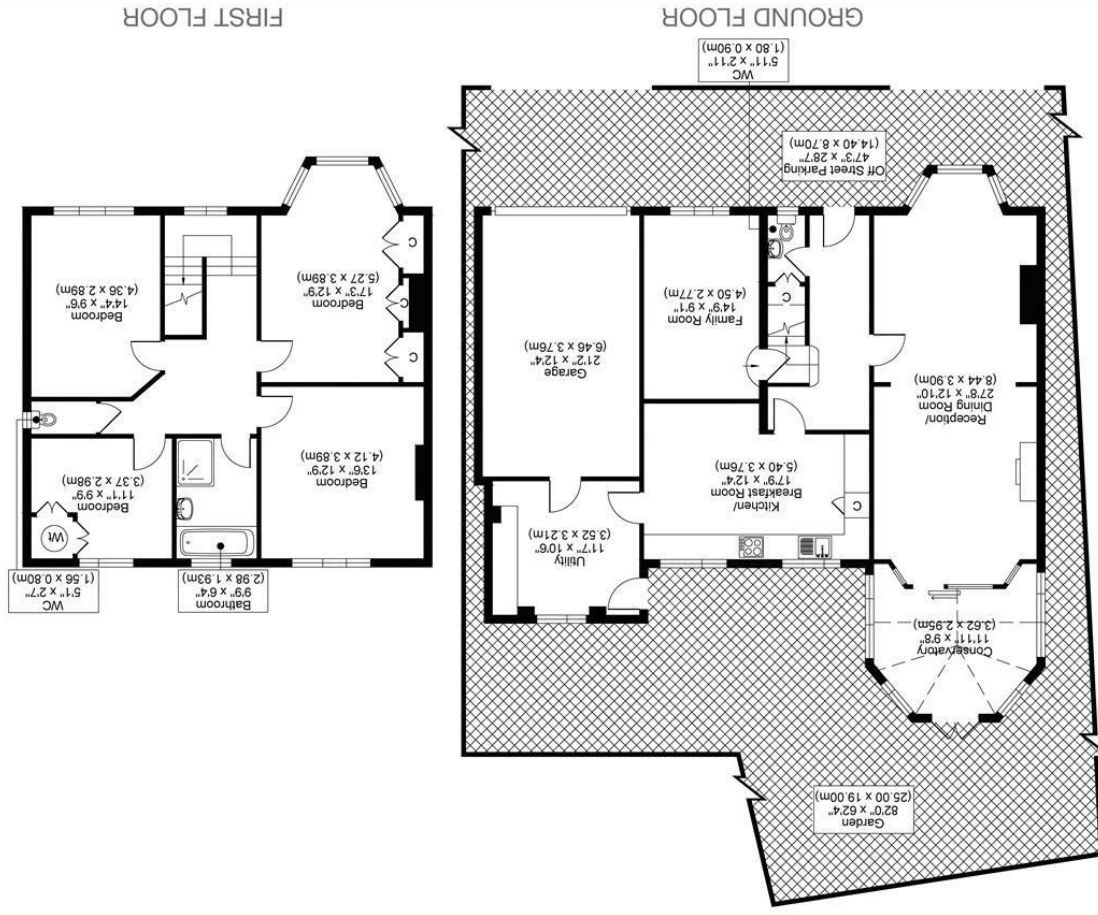 Garden
82'0" x 62'4"
(25.00 x 19.00m)
Conservatory
11'11" x 9'8"
(3.62 x 2.95m)
Utility
11'7" x 10'6"
(3.52 x 3.21m)
Kitchen/
Breakfast Room
17'9" x 12'4"
(5.40 x 3.76m)
C
Reception/
Dining Room
27'8" x 12'10"
(8.44 x 3.90m)
Garage
21'2" x 12'4"
(6.46 x 3.76m)
Family Room
14'9" x 9'1"
(4.50 x 2.77m)
C
Off Street Parking
47'3" x 28'7"
(14.40 8.70m)
WC
5'11" x 2'11"
(1.80 x 0.90m)
GROUND FLOOR
Bathroom
9'9" x 6'4"
(2.98 x 1.93m)
WC
5'1" x 2'7"
(1.56 x 0.80m)
Wt
Bedroom
13'6" x 12'9"
(4.12 x 3.89m)
Bedroom
11'1" x 9'9"
(3.37 x 2.98m)
C
C
C
Bedroom
17'3" x 12'9"
(5.27 x 3.89m)
Bedroom
14'4" x 9'6"
(4.36 x 2.89m)
FIRST FLOOR